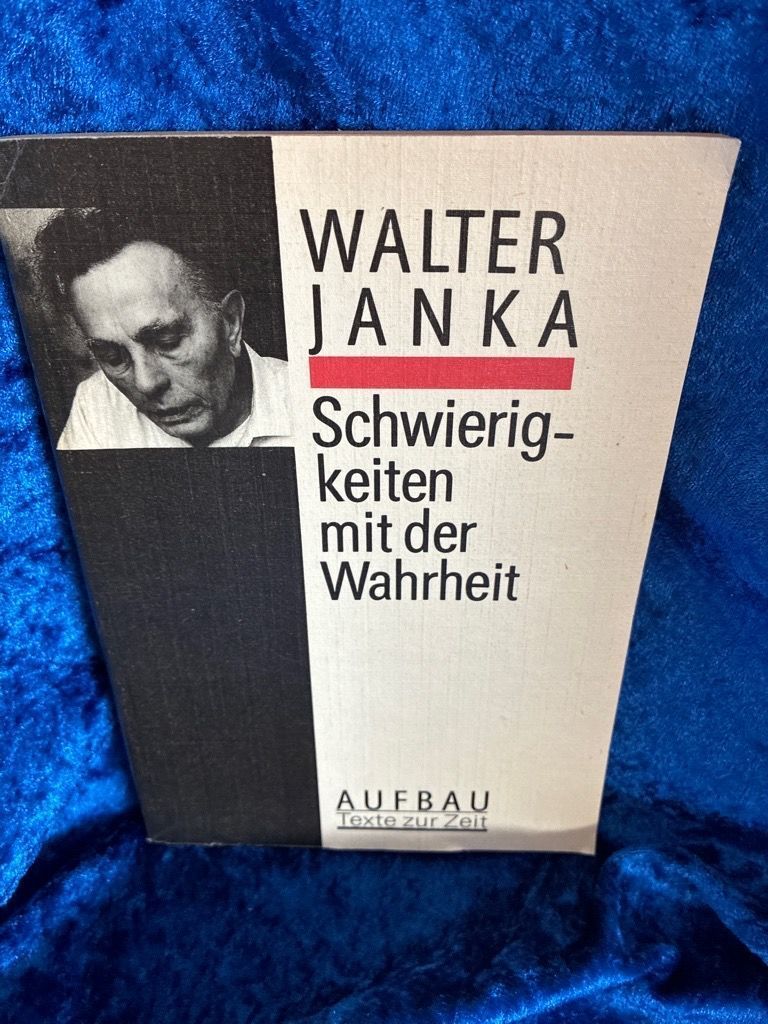 WALTER
JANKA
Schwierig-
keiten
mit der
Wahrheit
AUFBAU
Texte zur Zeit